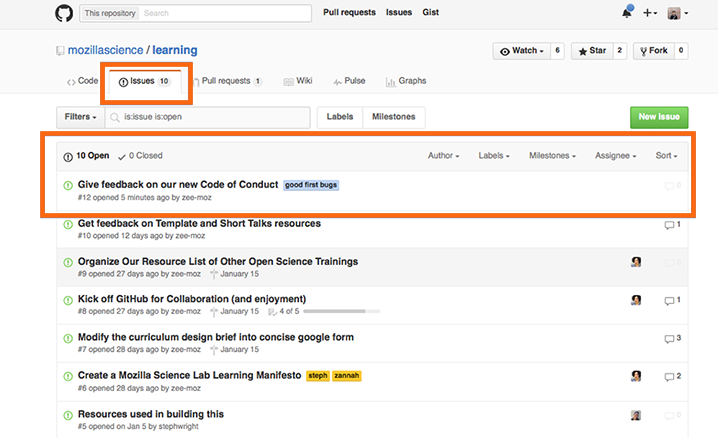 This repository Search Pull requests Issues Gist
mozillascience / learning Watch 6 Star 2 Fork 0
Code Issues 10 Pull requests 1 Wiki Pulse Graphs
Filters is:issue is:open Labels Milestones New issue
10 Open 0 Closed Author Labels Milestones Assignee Sort
Give feedback on our new Code of Conduct good first bugs 0
#12 opened 5 minutes ago by zee-moz
Get feedback on Template and Short Talks resources 1
#10 opened 12 days ago by zee-moz
Organize Our Resource List of Other Open Science Trainings 0
#9 opened 27 days ago by zee-moz January 15
Kick off GitHub for Collaboration (and enjoyment) 1
#8 opened 27 days ago by zee-moz January 15 4 of 5
Modify the curriculum design brief into concise google form 3
#7 opened 28 days ago by zee-moz January 15
Create a Mozilla Science Lab Learning Manifesto steph zannah 2
#6 opened 28 days ago by zee-moz
Resources used in building this 0
#5 opened on Jan 5 by stephwright